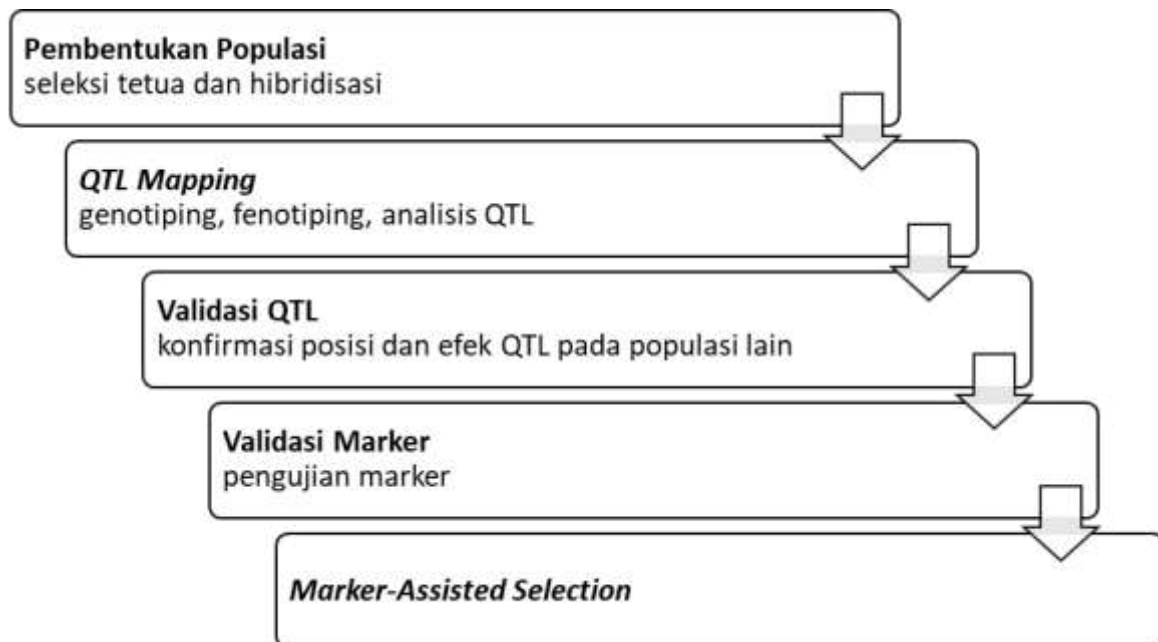 Pembentukan Populasi
seleksi tetua dan hibridisasi
QTL Mapping
genotiping, fenotiping, analisis QTL
Validasi QTL
konfirmasi posisi dan efek QTL pada populasi lain
Validasi Marker
pengujian marker
Marker-Assisted Selection